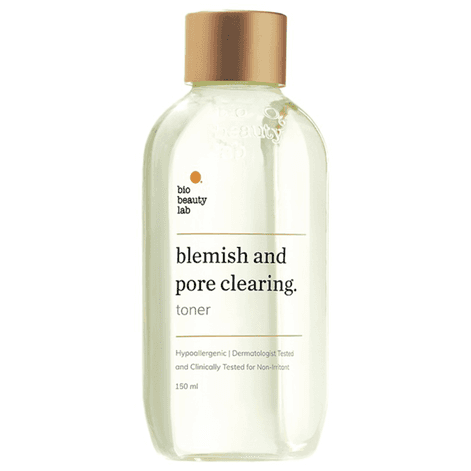 bio
beauty
lab
blemish and
pore clearing.
toner
Hypoallergenic | Dermatologist Tested
and Clinically Tested for Non-Irritant
150 ml